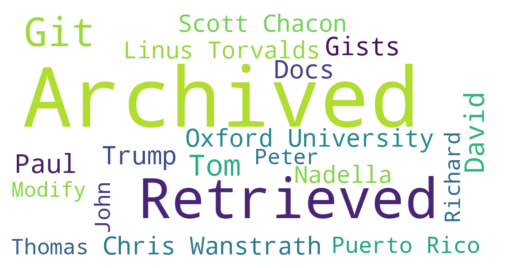 Scott Chacon
Git
Linus Torvalds
Gists
Docs
Archived
Oxford University
David
Paul
Trump
Tom
Peter
Richard
Nadella
Modify
John
Retrieved
Thomas
Chris Wanstrath
Puerto Rico